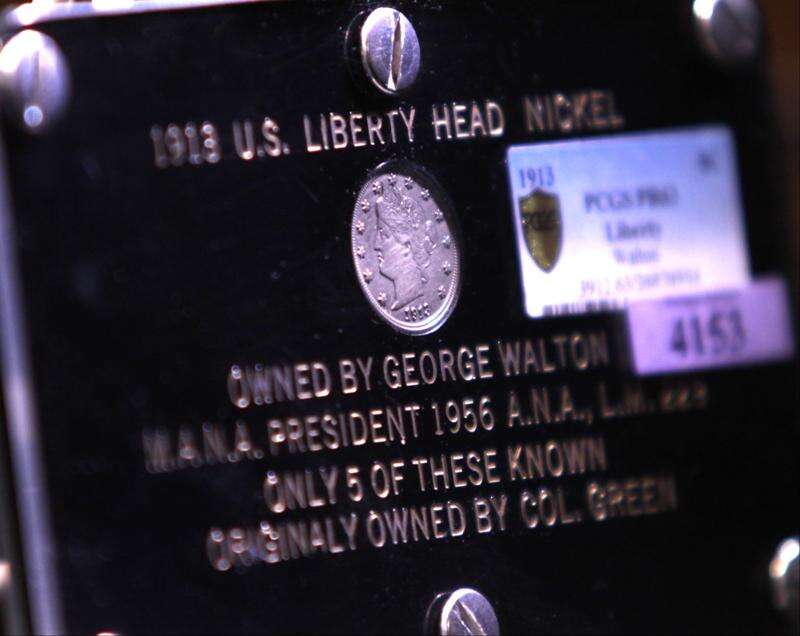 1913 U.S. LIBERTY HEAD NICKEL
1913
PCGS PR63
Liberty
Walton
4153
1913
OWNED BY GEORGE WALTON
M.A.N.A. PRESIDENT 1956 A.N.A., L.M.
ONLY 5 OF THESE KNOWN
ORIGINALY OWNED BY COL. GREEN